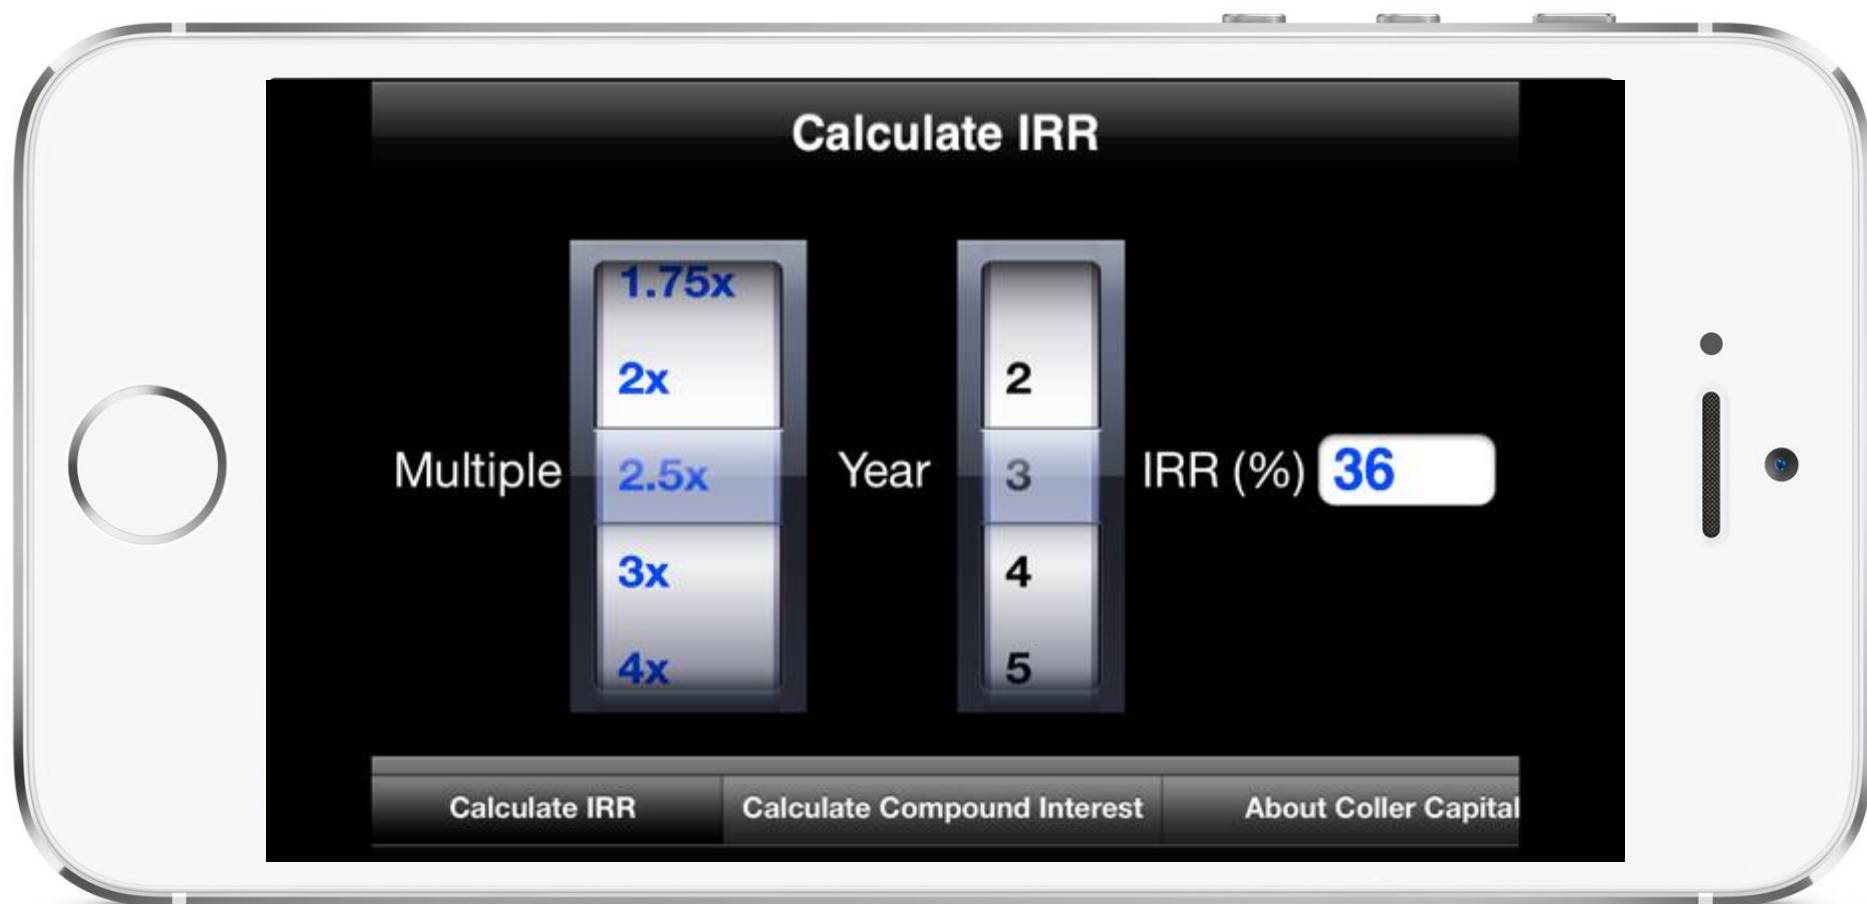 Calculate IRR
1.75x
2x
2
Multiple 2.5x Year 3 IRR (%) 36
3x
4
4x
5
Calculate IRR Calculate Compound Interest About Coller Capital